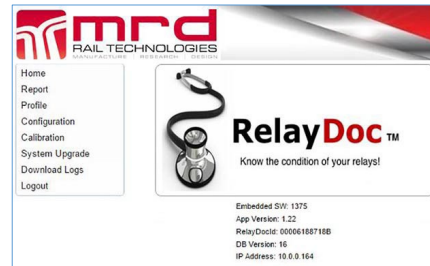 mrd
RAIL TECHNOLOGIES
MANUFACTURE | RESEARCH | DESIGN
Home
Report
Profile
Configuration
Calibration
System Upgrade
Download Logs
Logout
RelayDoc TM
Know the condition of your relays!
Embedded SW: 1375
App Version: 1.22
RelayDocId: 00006188718B
DB Version: 16
IP Address: 10.0.0.164